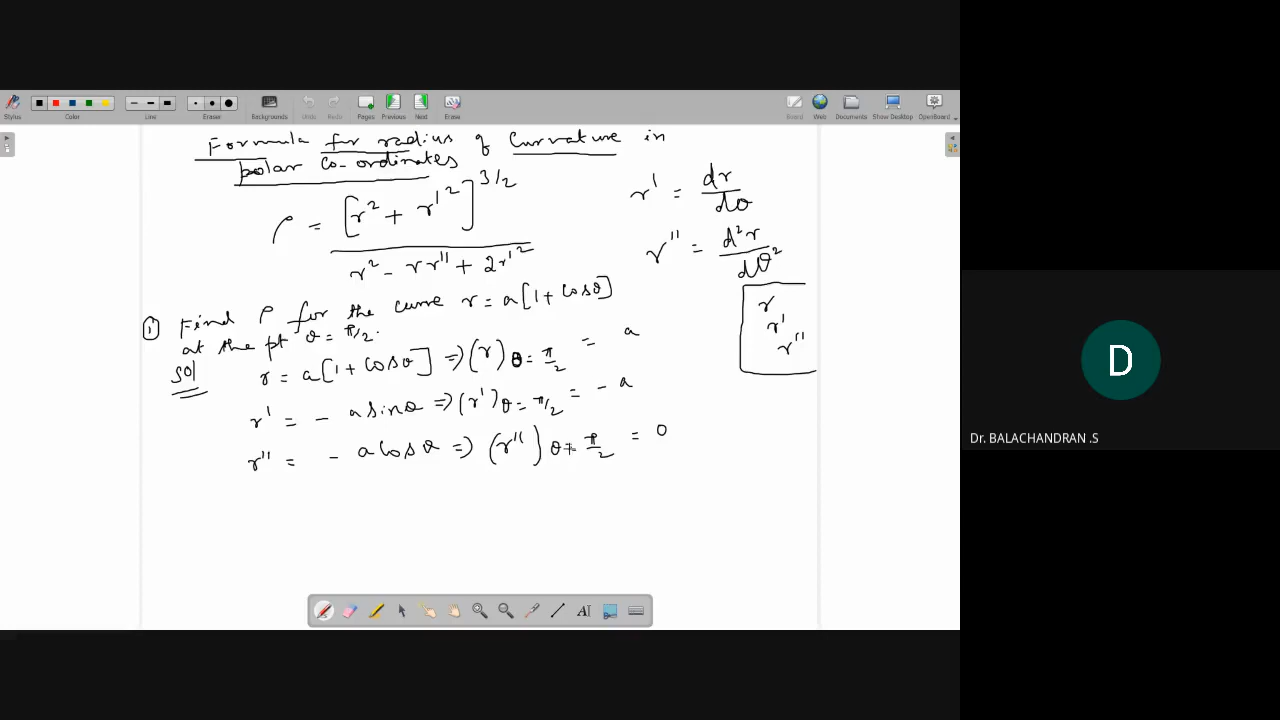 Stylus Color Line Eraser Backgrounds Undo Redo Pages Previous Next Erase Board Web Documents Show Desktop OpenBoard
Formula for radius of Curvature in
polar co-ordinates
ρ = [r² + r'²]^3/2 / r² - rr'' + 2r'²
r' = dr/dθ
r'' = d²r/dθ²
r
r'
r''
① Find ρ for the curve r = a[1 + cosθ]
at the pt θ = π/2.
Sol
r = a[1 + cosθ] => (r) θ = π/2 = a
r' = - a sinθ => (r') θ = π/2 = - a
r'' = - a cosθ => (r'') θ = π/2 = 0
D
Dr. BALACHANDRAN .S